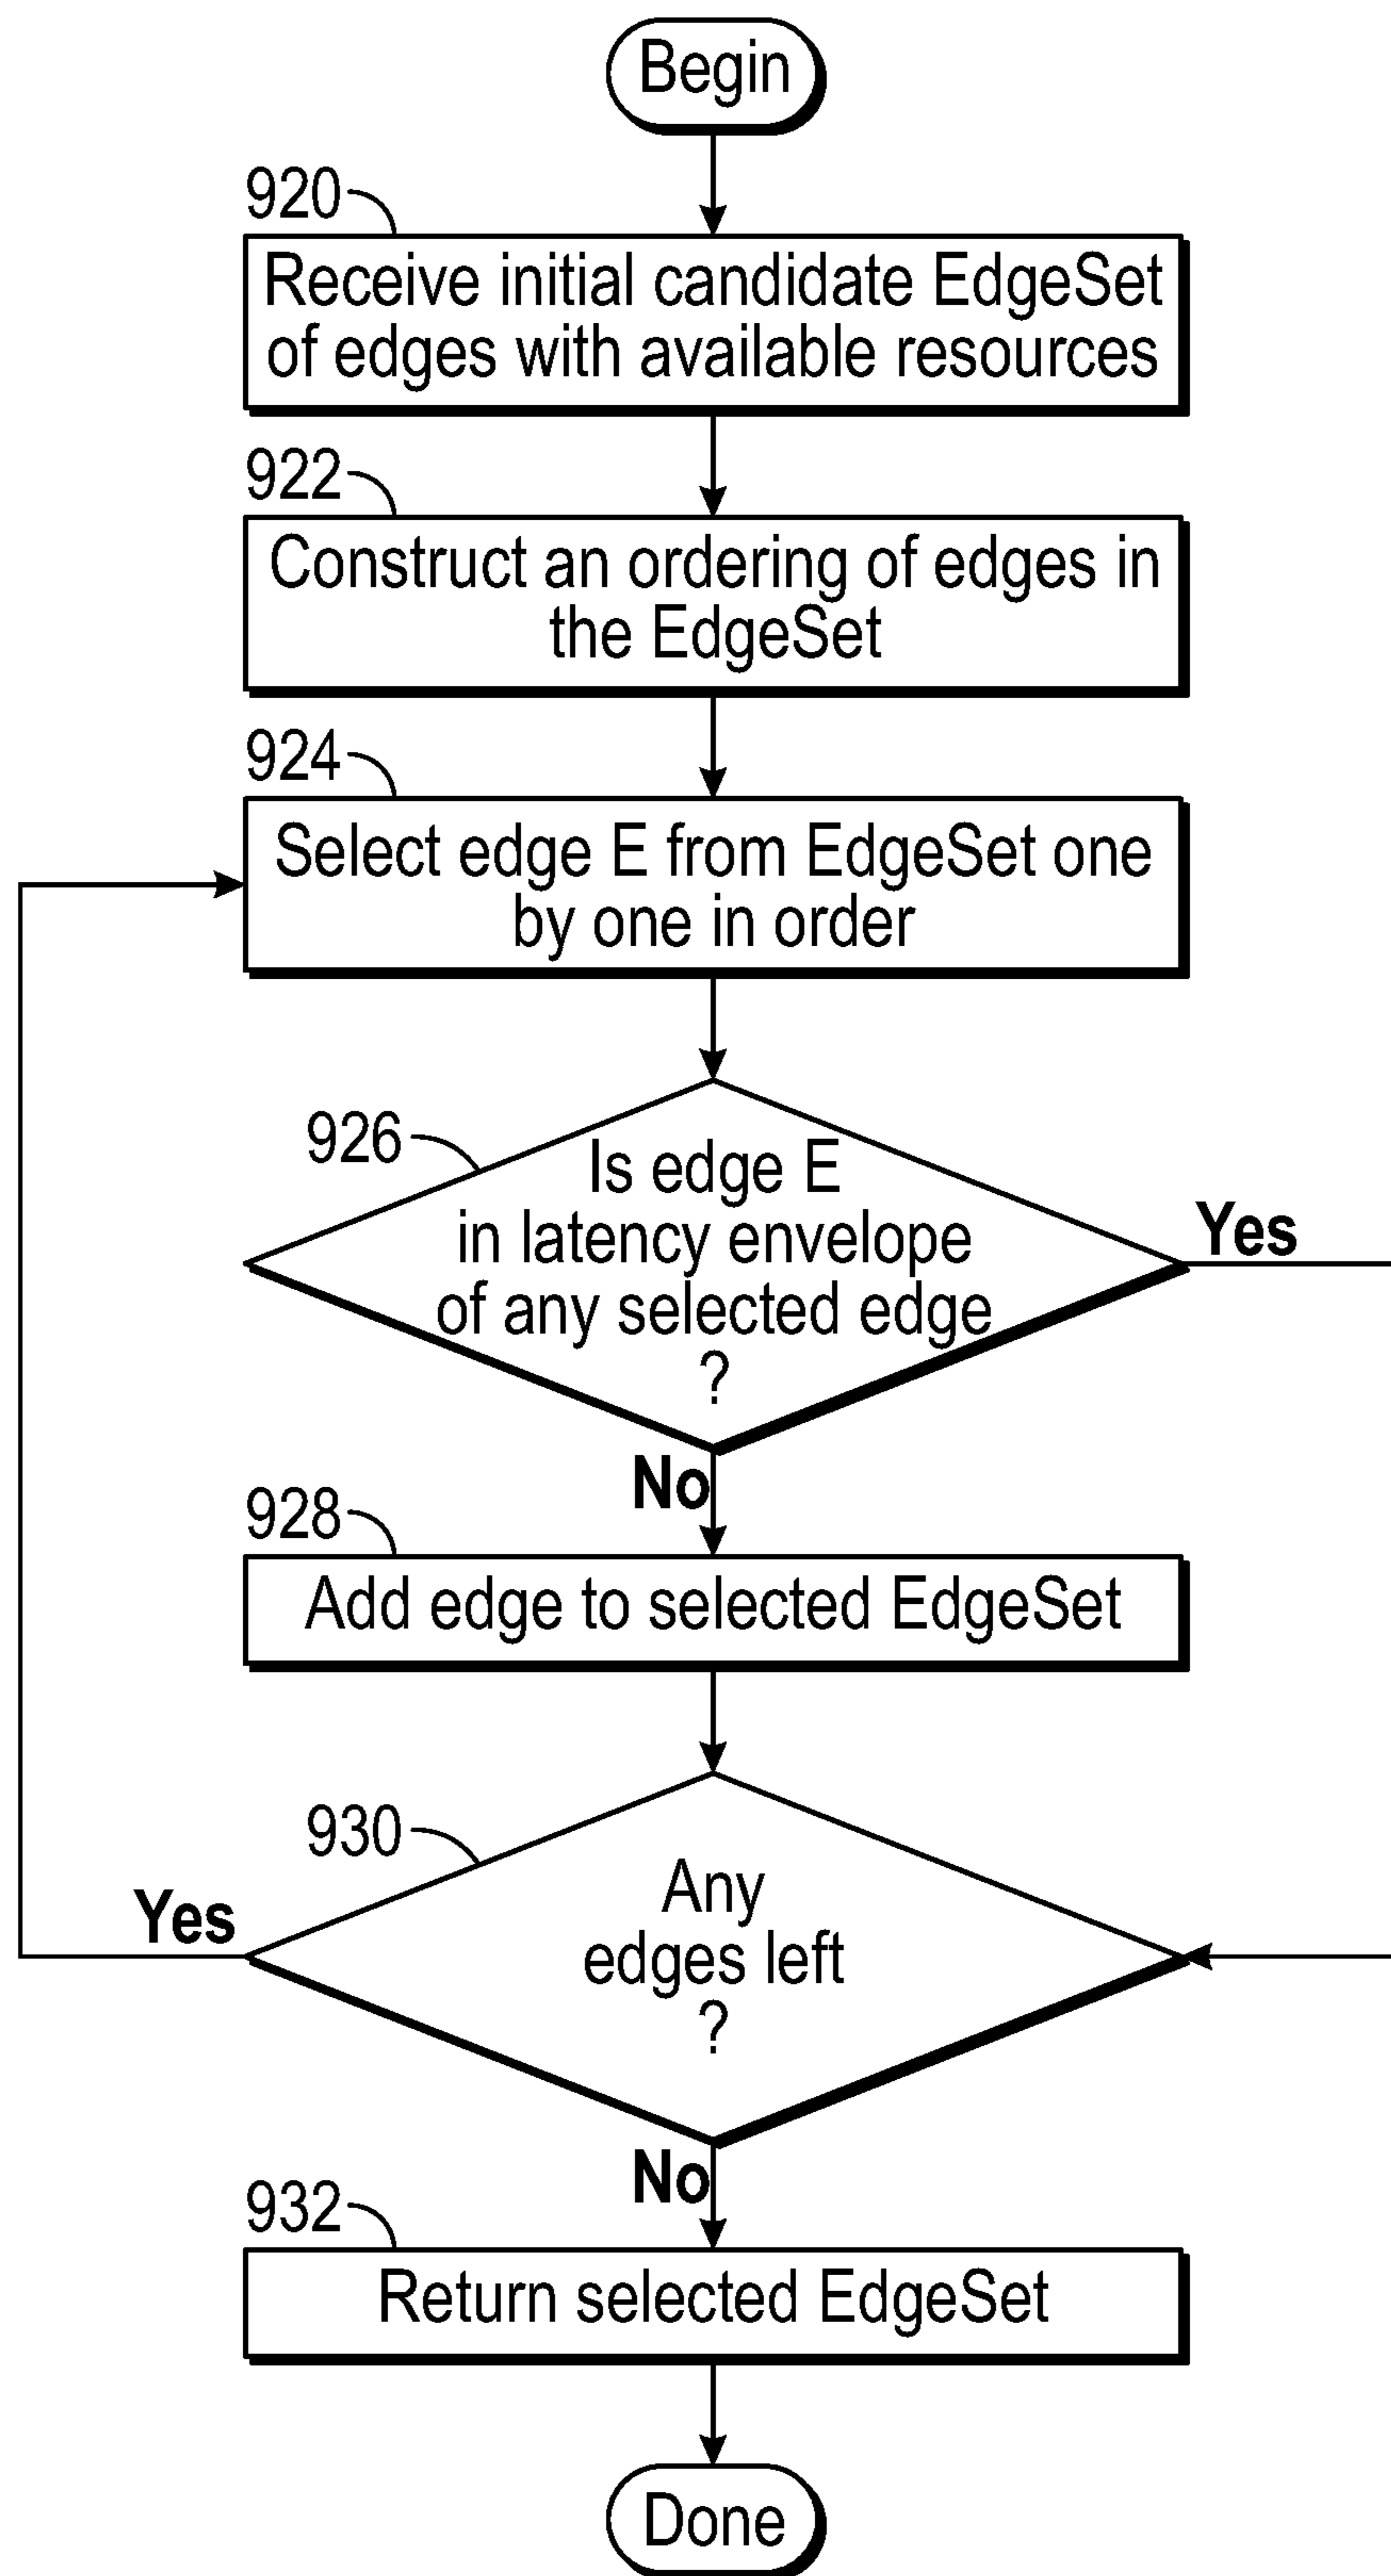 Begin
920
Receive initial candidate EdgeSet
of edges with available resources
922
Construct an ordering of edges in
the EdgeSet
924
Select edge E from EdgeSet one
by one in order
926
Is edge E
in latency envelope
of any selected edge
?
Yes
No
928
Add edge to selected EdgeSet
930
Any
edges left
?
Yes
No
932
Return selected EdgeSet
Done